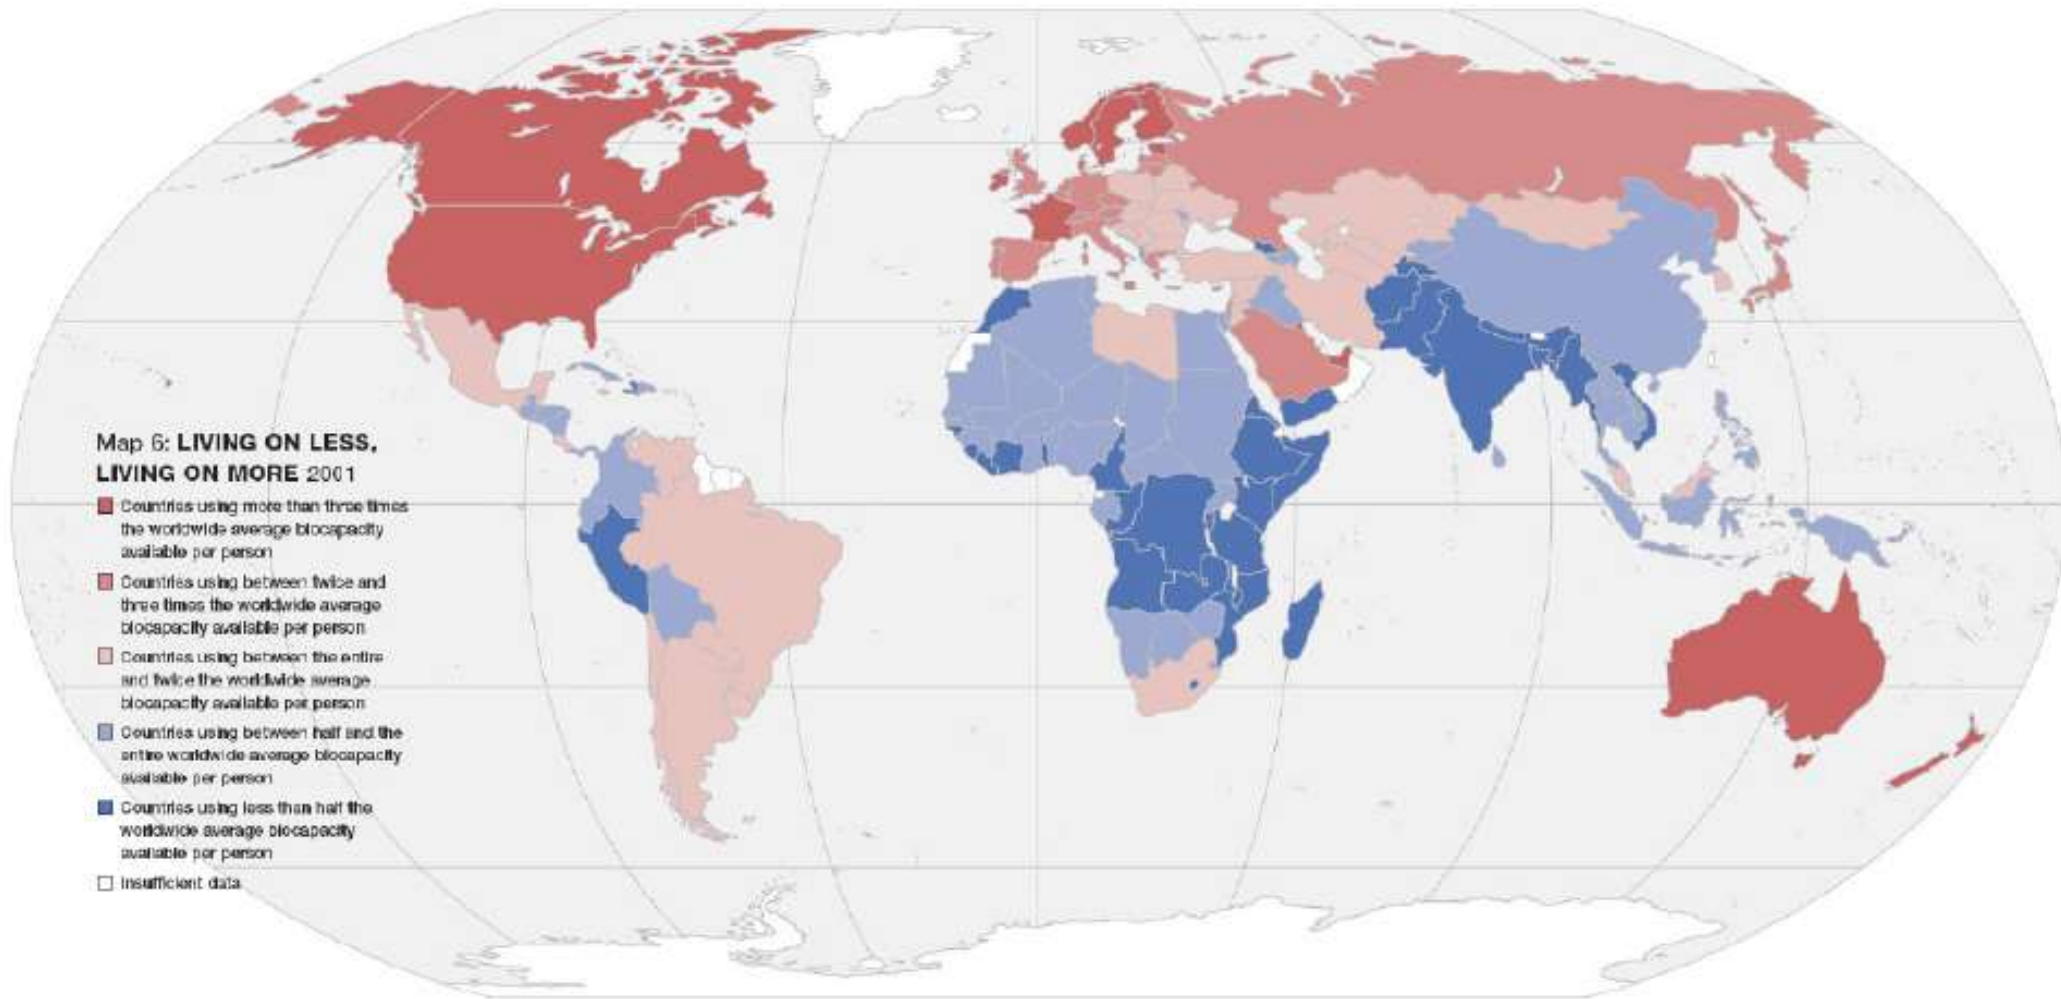 Map 6: LIVING ON LESS,
LIVING ON MORE 2001
Countries using more than three times
the worldwide average biocapacity
available per person
Countries using between twice and
three times the worldwide average
biocapacity available per person
Countries using between the entire
and twice the worldwide average
biocapacity available per person
Countries using between half and the
entire worldwide average biocapacity
available per person
Countries using less than half the
worldwide average biocapacity
available per person
Insufficient data